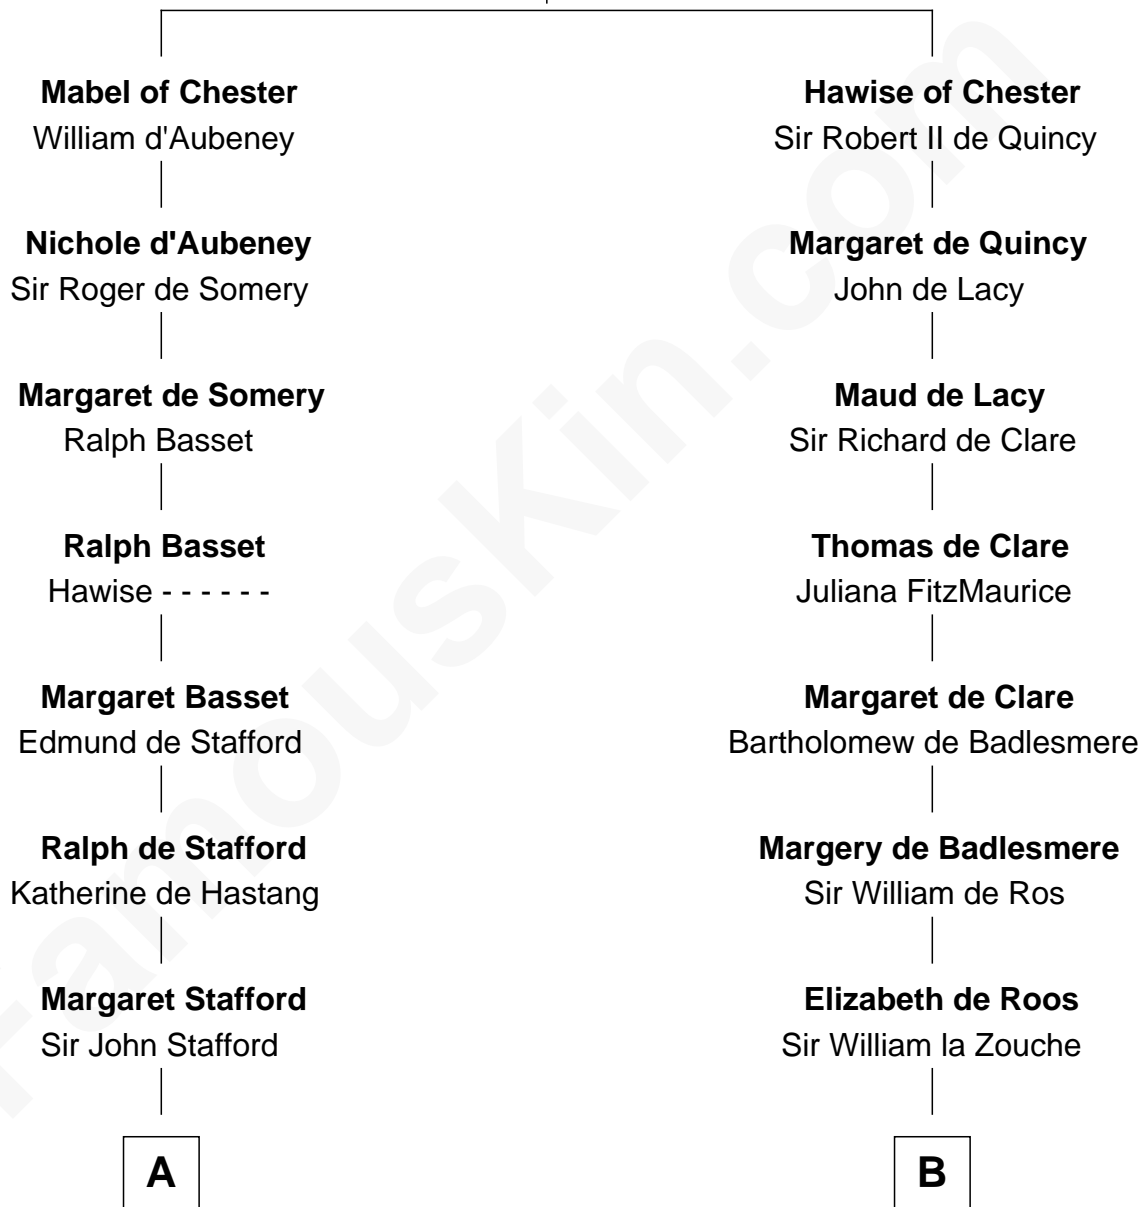 Mabel of Chester
William d'Aubeney
Nichole d'Aubeney
Sir Roger de Somery
Margaret de Somery
Ralph Basset
Ralph Basset
Hawise - - - - - -
Margaret Basset
Edmund de Stafford
Ralph de Stafford
Katherine de Hastang
Margaret Stafford
Sir John Stafford
A
Hawise of Chester
Sir Robert II de Quincy
Margaret de Quincy
John de Lacy
Maud de Lacy
Sir Richard de Clare
Thomas de Clare
Juliana FitzMaurice
Margaret de Clare
Bartholomew de Badlesmere
Margery de Badlesmere
Sir William de Ros
Elizabeth de Roos
Sir William la Zouche
B
FamousKin.com